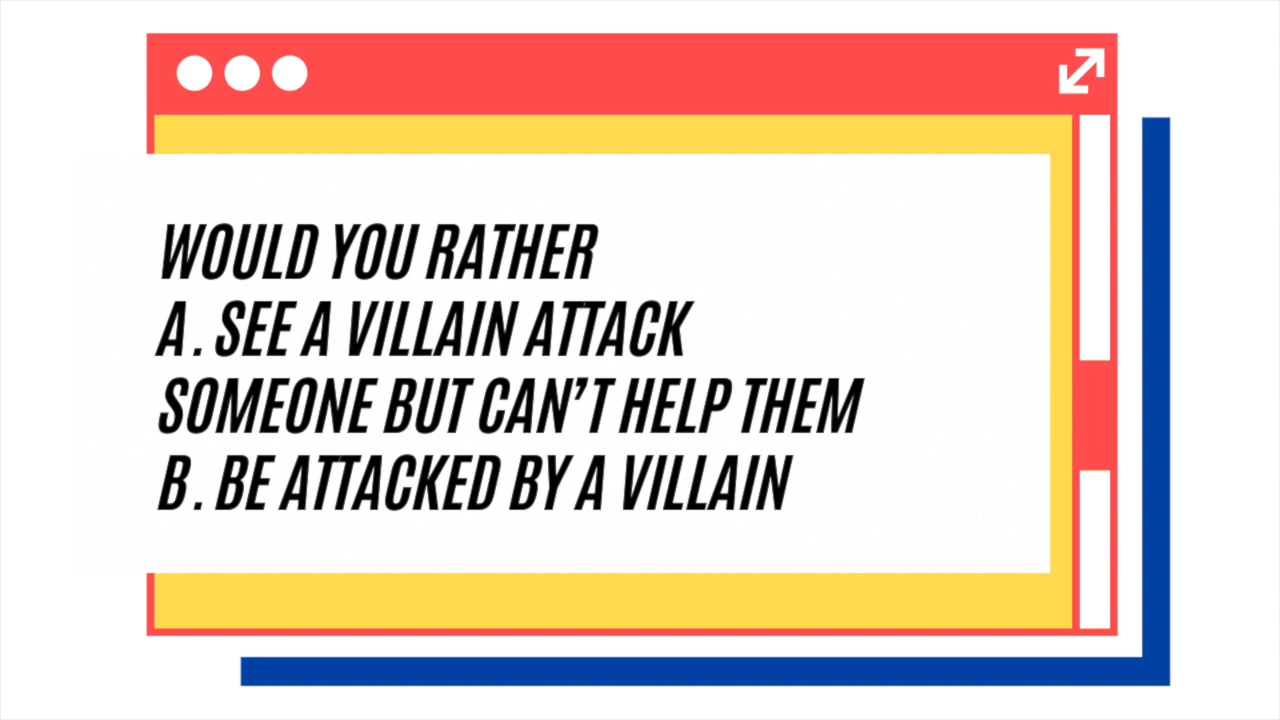 WOULD YOU RATHER
A . SEE A VILLAIN ATTACK
SOMEONE BUT CAN’T HELP THEM
B . BE ATTACKED BY A VILLAIN